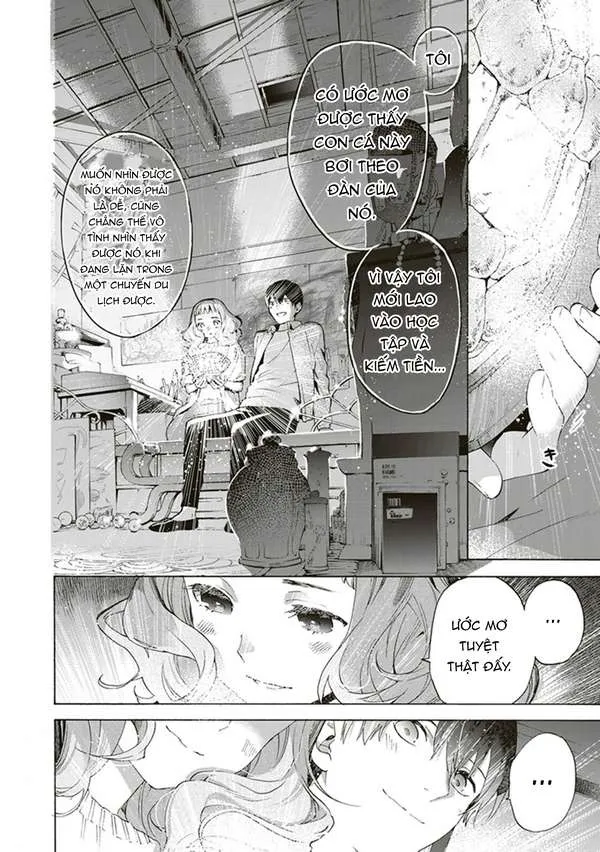 TÔI
CÓ ƯỚC MƠ
ĐƯỢC THẤY
CON CÁ NÀY
BƠI THEO
ĐÀN CỦA
NÓ.
MUỐN NHÌN ĐƯỢC
NÓ KHÔNG PHẢI
LÀ DỄ, CŨNG
CHẲNG THỂ VÔ
TÌNH NHÌN THẤY
ĐƯỢC NÓ KHI
ĐANG LẶN TRONG
MỘT CHUYẾN DU
LỊCH ĐƯỢC.
VÌ VẬY TÔI
MỚI LAO
VÀO HỌC
TẬP VÀ
KIẾM TIỀN...
...
ƯỚC MƠ
TUYỆT
THẬT ĐẤY.
...